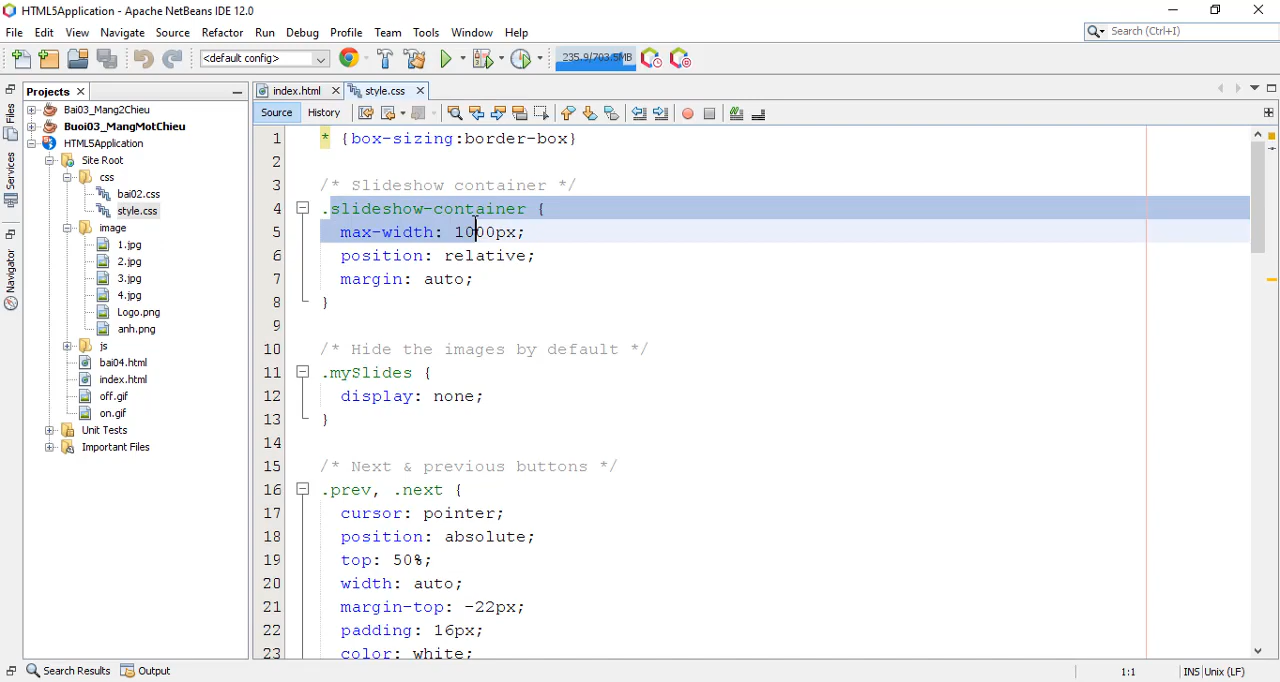 HTML5Application - Apache NetBeans IDE 12.0
File Edit View Navigate Source Refactor Run Debug Profile Team Tools Window Help
Search (Ctrl+I)
<default config>
235.9/703.5MB
Projects
index.html
style.css
Source History
Files
Services
Navigator
Bai03_Mang2Chieu
Buoi03_MangMotChieu
HTML5Application
Site Root
css
bai02.css
style.css
image
1.jpg
2.jpg
3.jpg
4.jpg
Logo.png
anh.png
js
bai04.html
index.html
off.gif
on.gif
Unit Tests
Important Files
1 * {box-sizing:border-box}
2
3 /* Slideshow container */
4 .slideshow-container {
5 max-width: 1000px;
6 position: relative;
7 margin: auto;
8 }
9
10 /* Hide the images by default */
11 .mySlides {
12 display: none;
13 }
14
15 /* Next & previous buttons */
16 .prev, .next {
17 cursor: pointer;
18 position: absolute;
19 top: 50%;
20 width: auto;
21 margin-top: -22px;
22 padding: 16px;
23 color: white;
Search Results Output
1:1 INS Unix (LF)